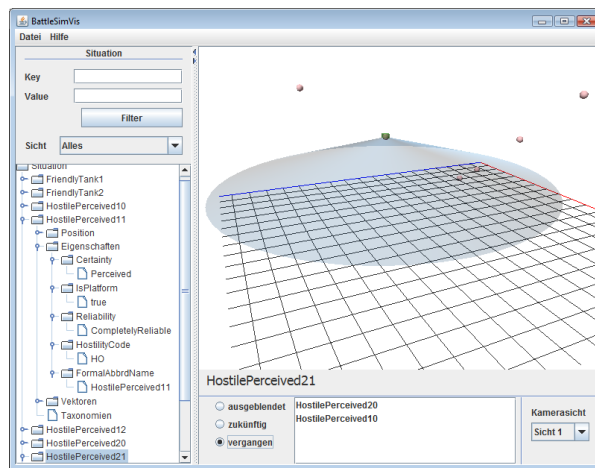 BattleSimVis
Datei Hilfe
Situation
Key
Value
Filter
Sicht Alles
Situation
FriendlyTank1
FriendlyTank2
HostilePerceived10
HostilePerceived11
Position
Eigenschaften
Certainty
Perceived
IsPlatform
true
Reliability
CompletelyReliable
HostilityCode
HO
FormalAbbrdName
HostilePerceived11
Vektoren
Taxonomien
HostilePerceived12
HostilePerceived20
HostilePerceived21
HostilePerceived21
ausgeblendet
zukünftig
vergangen
HostilePerceived20
HostilePerceived10
Kamerasicht
Sicht 1